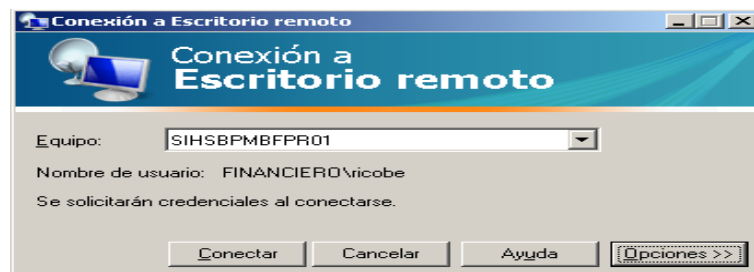 Conexión a Escritorio remoto
Conexión a
Escritorio remoto
Equipo: SIHSBPMBFPR01
Nombre de usuario: FINANCIERO\ricobe
Se solicitarán credenciales al conectarse.
Conectar Cancelar Ayuda Opciones >>